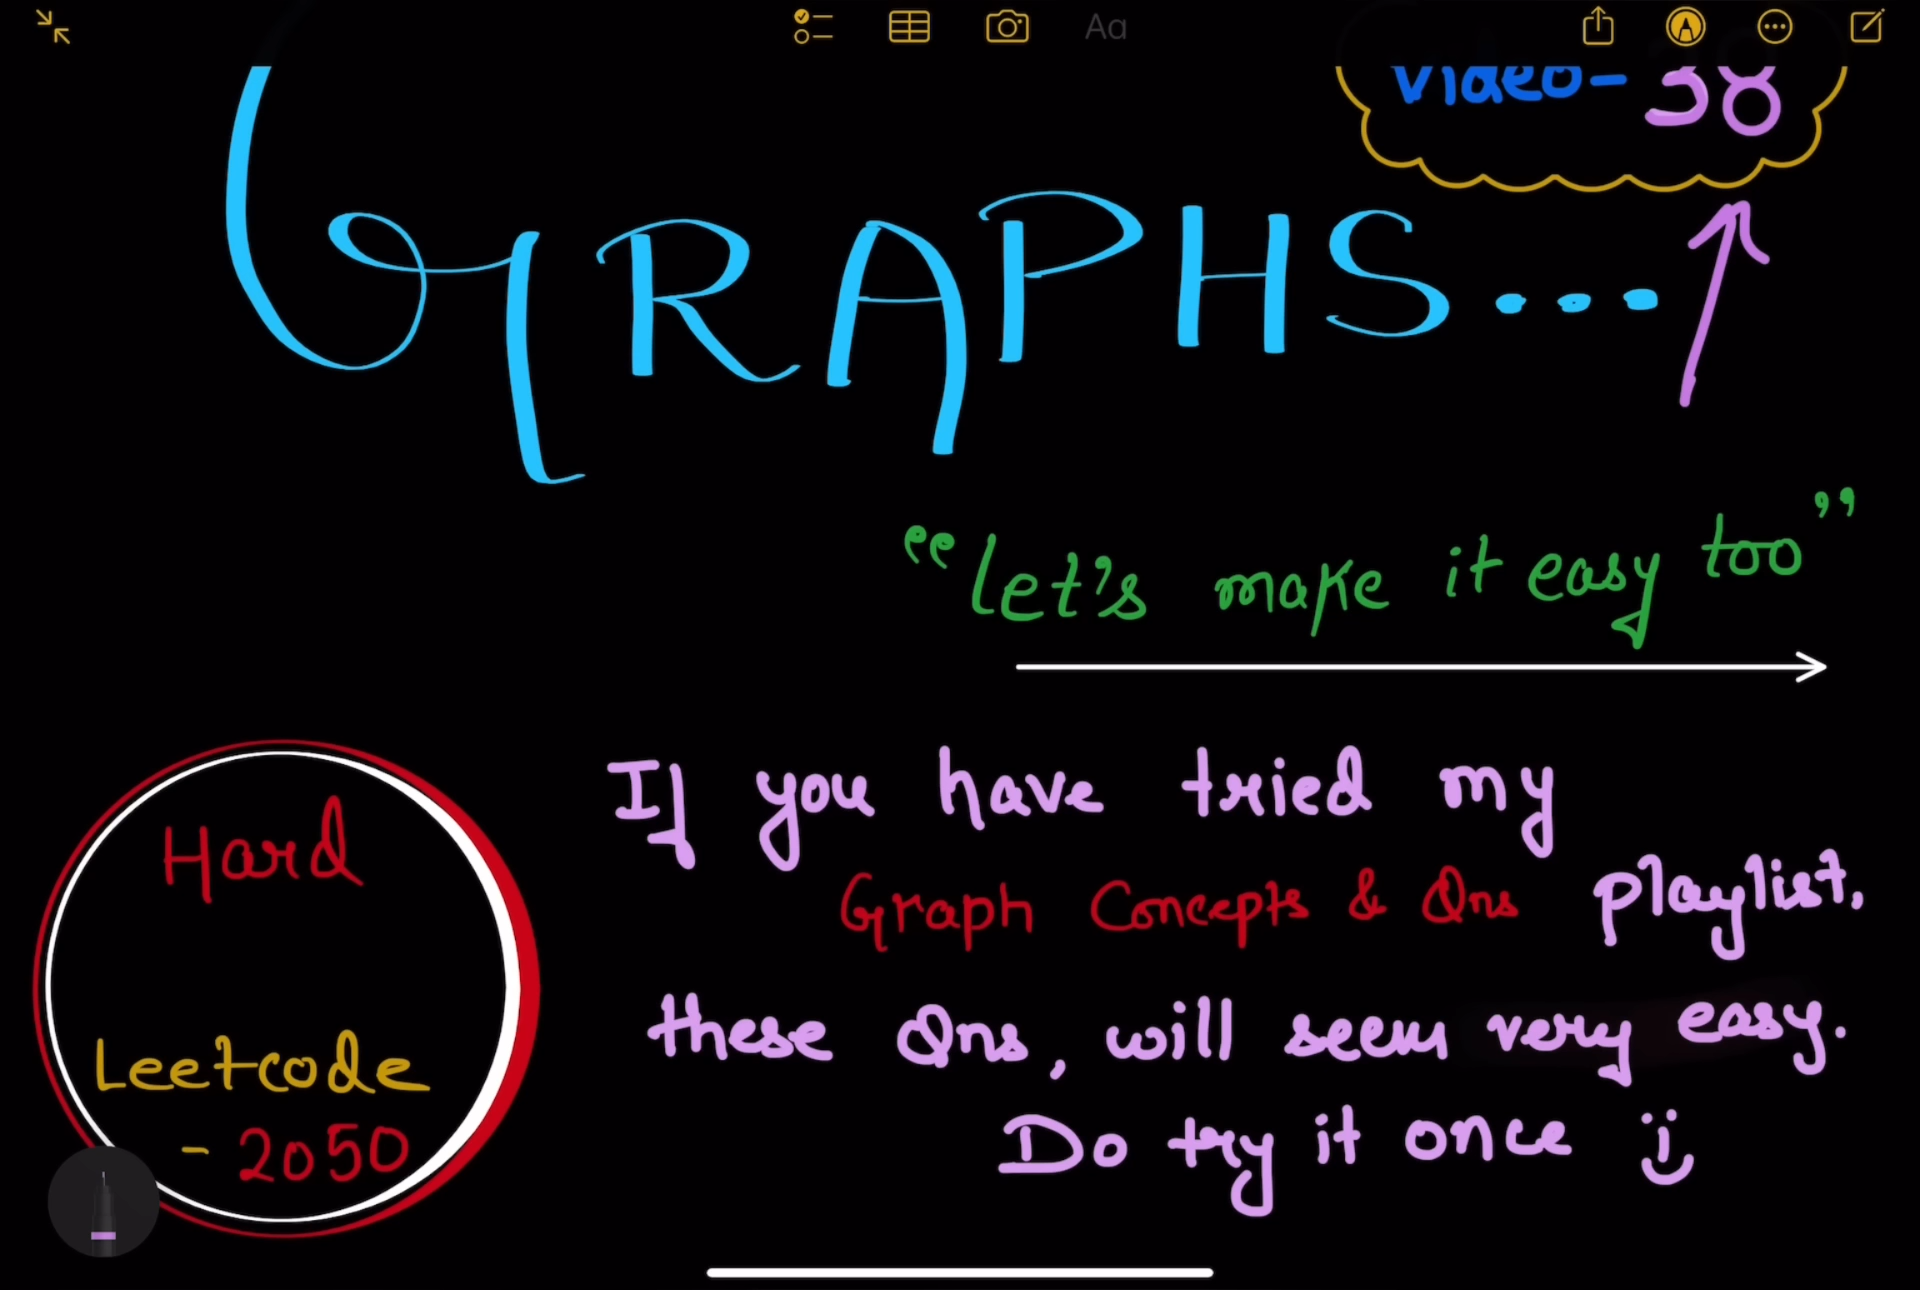 Aa
Video - 38
GRAPHS...
"Let's make it easy too"
Hard
Leetcode
- 2050
If you have tried my
Graph Concepts & Qns playlist,
these Qns, will seem very easy.
Do try it once